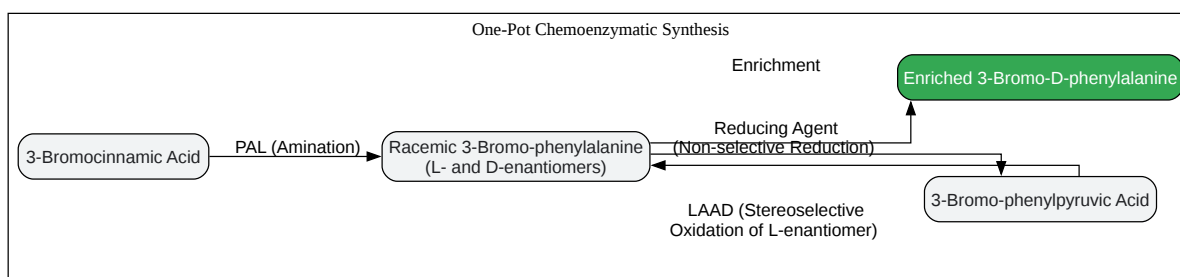 One-Pot Chemoenzymatic Synthesis
Enrichment
Enriched 3-Bromo-D-phenylalanine
3-Bromocinnamic Acid
PAL (Amination)
Racemic 3-Bromo-phenylalanine
(L- and D-enantiomers)
Reducing Agent
(Non-selective Reduction)
3-Bromo-phenylpyruvic Acid
LAAD (Stereoselective
Oxidation of L-enantiomer)